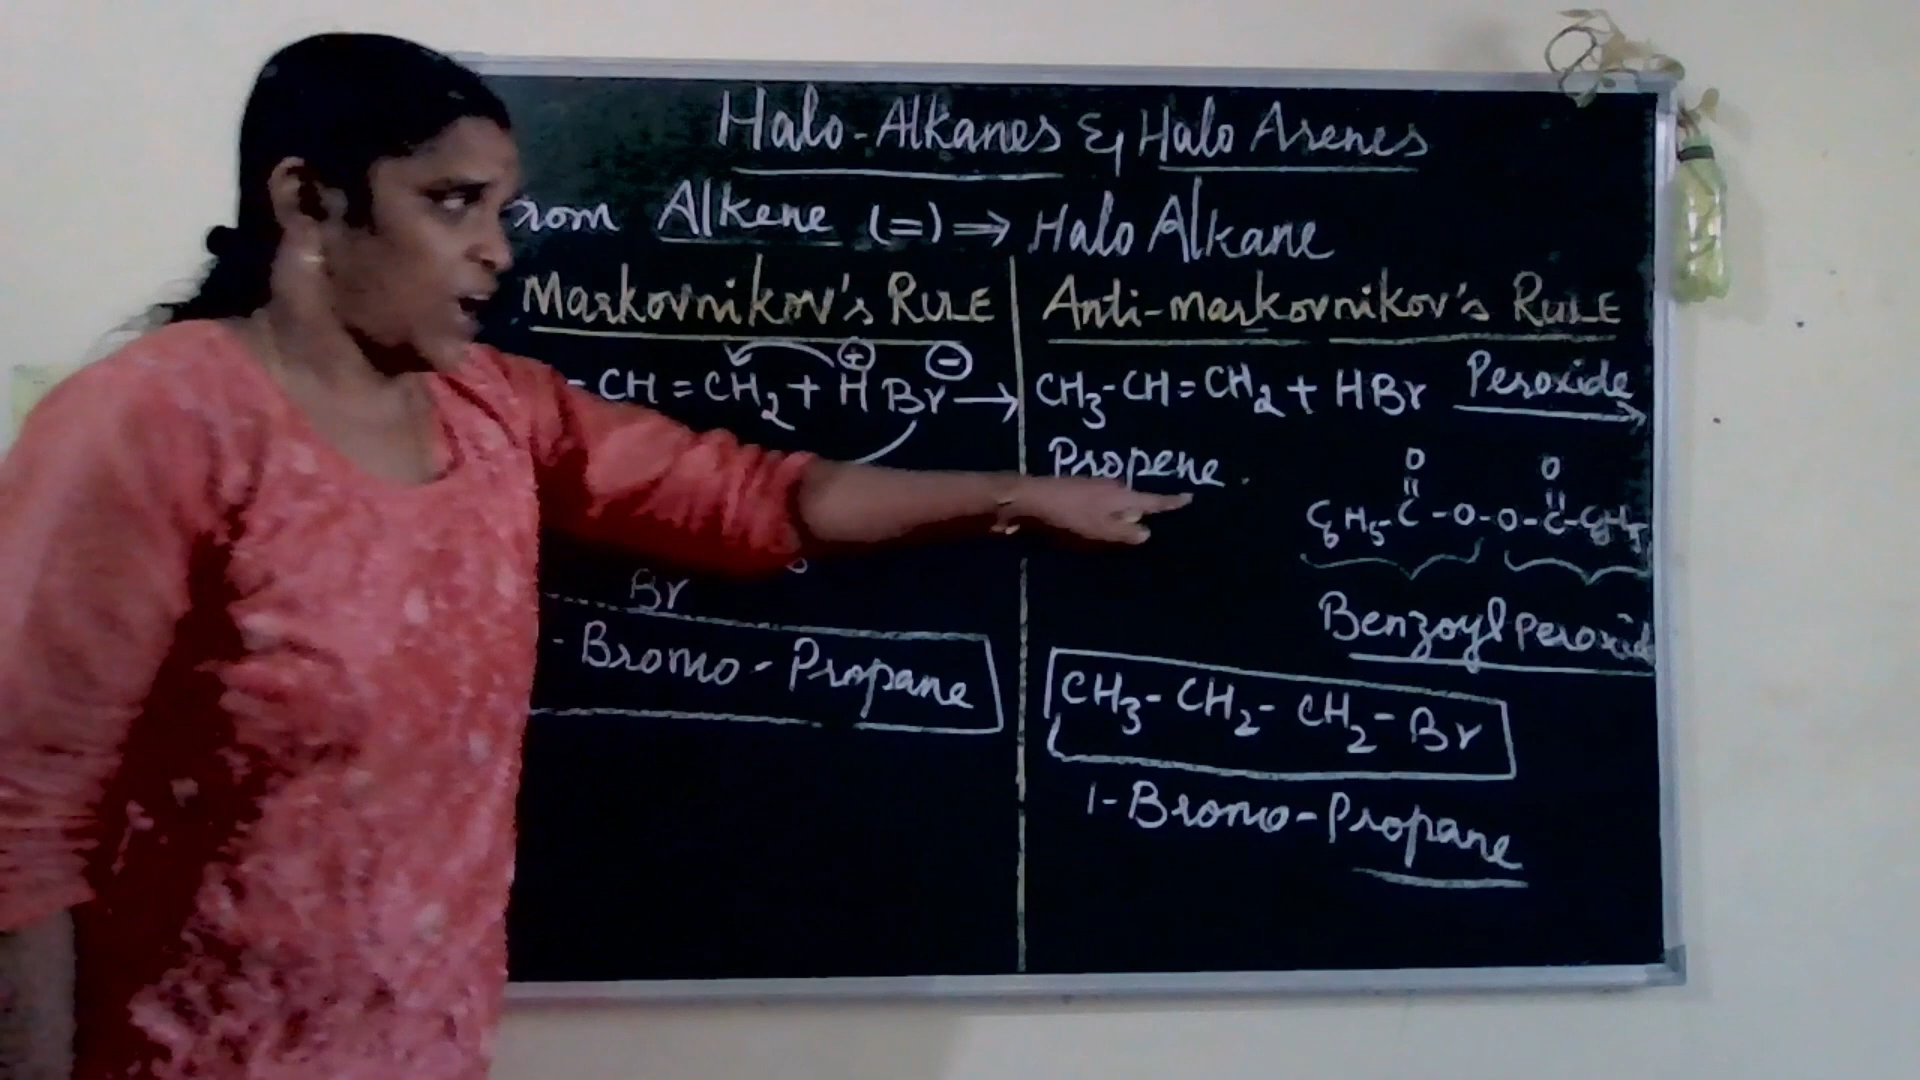 Halo-Alkanes & Halo Arenes
rom Alkene (=) ⇒ Halo Alkane
Markovnikov's RULE
-CH=CH₂ + H⊕ Br⊖ →
Br
-Bromo-Propane
Anti-markovnikov's RULE
CH₃-CH=CH₂ + HBr Peroxide →
Propene.
O O
C₆H₅-C-O-O-C-C₆H₅
Benzoyl Peroxid
CH₃-CH₂-CH₂-Br
1-Bromo-Propane